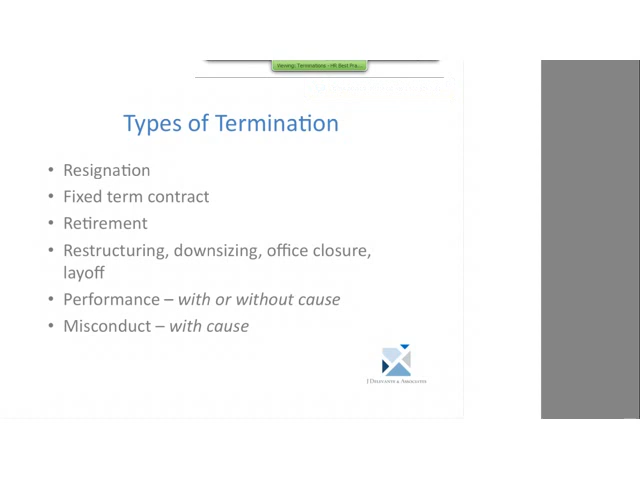 Viewing: Terminations - HR Best Pra...
Types of Termination
• Resignation
• Fixed term contract
• Retirement
• Restructuring, downsizing, office closure,
layoff
• Performance – with or without cause
• Misconduct – with cause
& Associates